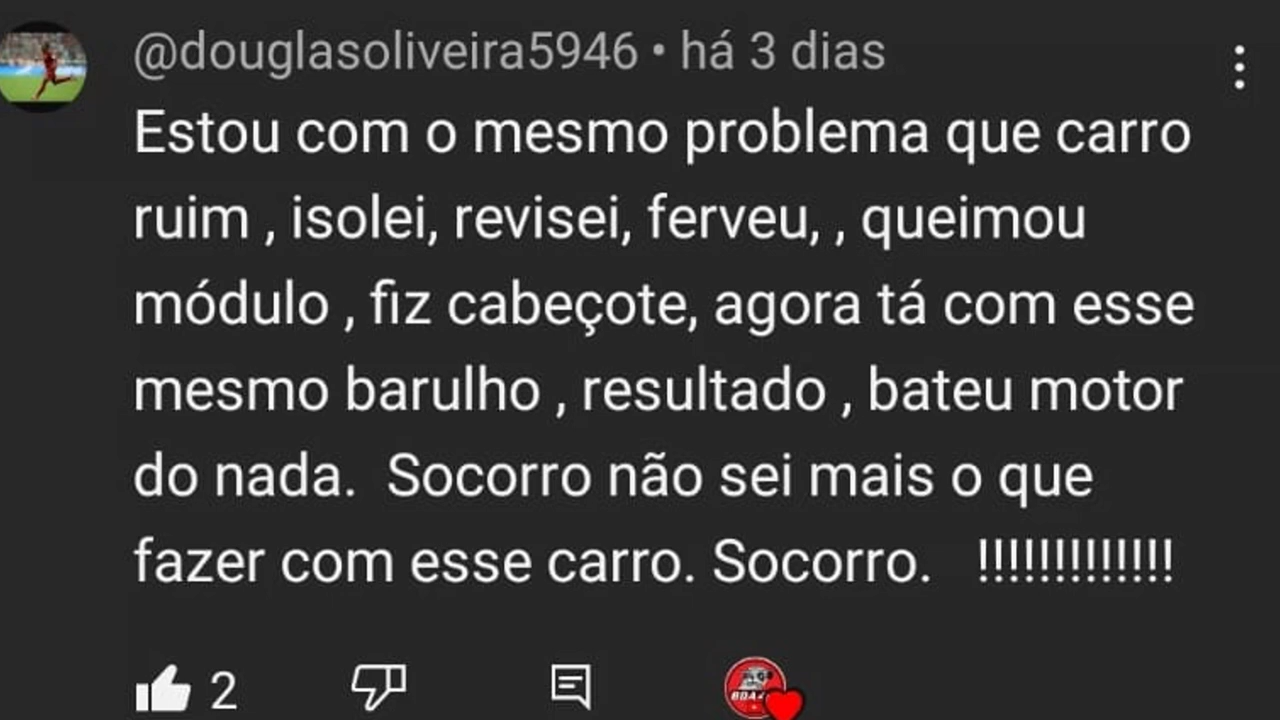 @douglasoliveira5946 • há 3 dias
Estou com o mesmo problema que carro
ruim , isolei, revisei, ferveu, , queimou
módulo , fiz cabeçote, agora tá com esse
mesmo barulho , resultado , bateu motor
do nada.  Socorro não sei mais o que
fazer com esse carro. Socorro.   !!!!!!!!!!!!!
2